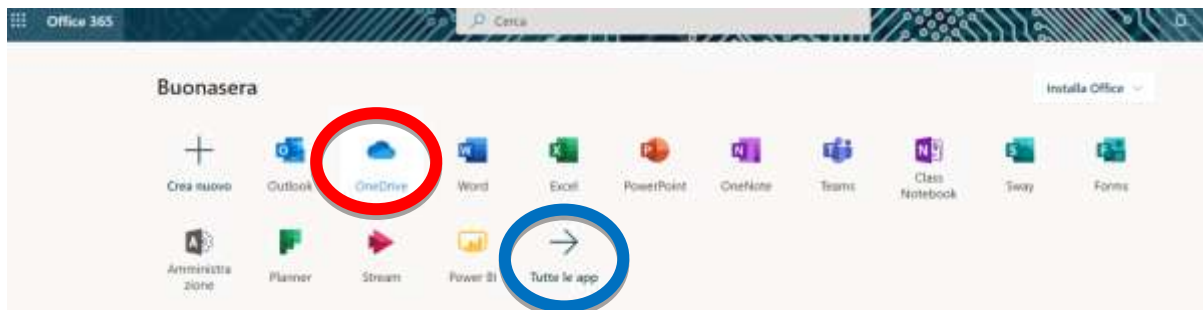 Office 365
Cerca
Buonasera
Installa Office
Crea nuovo
Outlook
OneDrive
Word
Excel
PowerPoint
OneNote
Teams
Class
Notebook
Sway
Forms
Amministra
zione
Planner
Stream
Power BI
Tutte le app